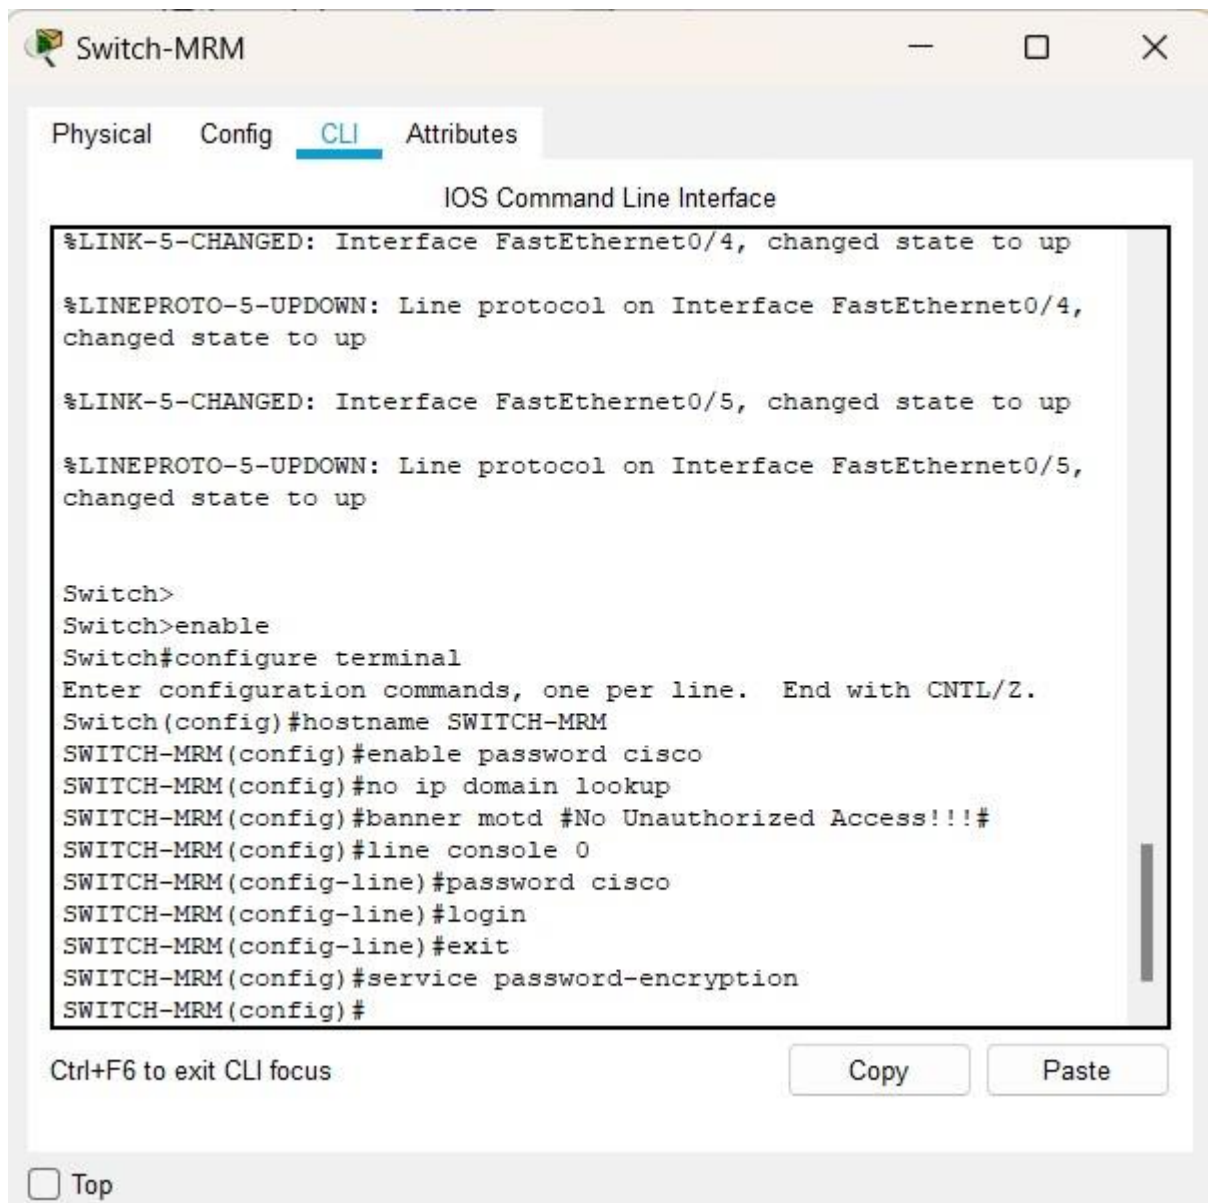 Switch-MRM
Physical Config CLI Attributes
IOS Command Line Interface
%LINK-5-CHANGED: Interface FastEthernet0/4, changed state to up
%LINEPROTO-5-UPDOWN: Line protocol on Interface FastEthernet0/4,
changed state to up
%LINK-5-CHANGED: Interface FastEthernet0/5, changed state to up
%LINEPROTO-5-UPDOWN: Line protocol on Interface FastEthernet0/5,
changed state to up
Switch>
Switch>enable
Switch#configure terminal
Enter configuration commands, one per line.  End with CNTL/Z.
Switch(config)#hostname SWITCH-MRM
SWITCH-MRM(config)#enable password cisco
SWITCH-MRM(config)#no ip domain lookup
SWITCH-MRM(config)#banner motd #No Unauthorized Access!!!#
SWITCH-MRM(config)#line console 0
SWITCH-MRM(config-line)#password cisco
SWITCH-MRM(config-line)#login
SWITCH-MRM(config-line)#exit
SWITCH-MRM(config)#service password-encryption
SWITCH-MRM(config)#
Ctrl+F6 to exit CLI focus
Copy Paste
Top